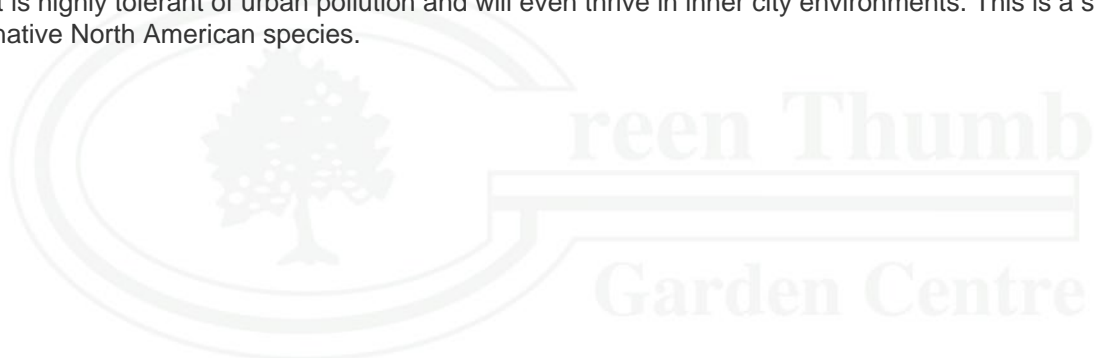 is highly tolerant of urban pollution and will even thrive in inner city environments. This is a
native North American species.
reen Thumb
Garden Centre